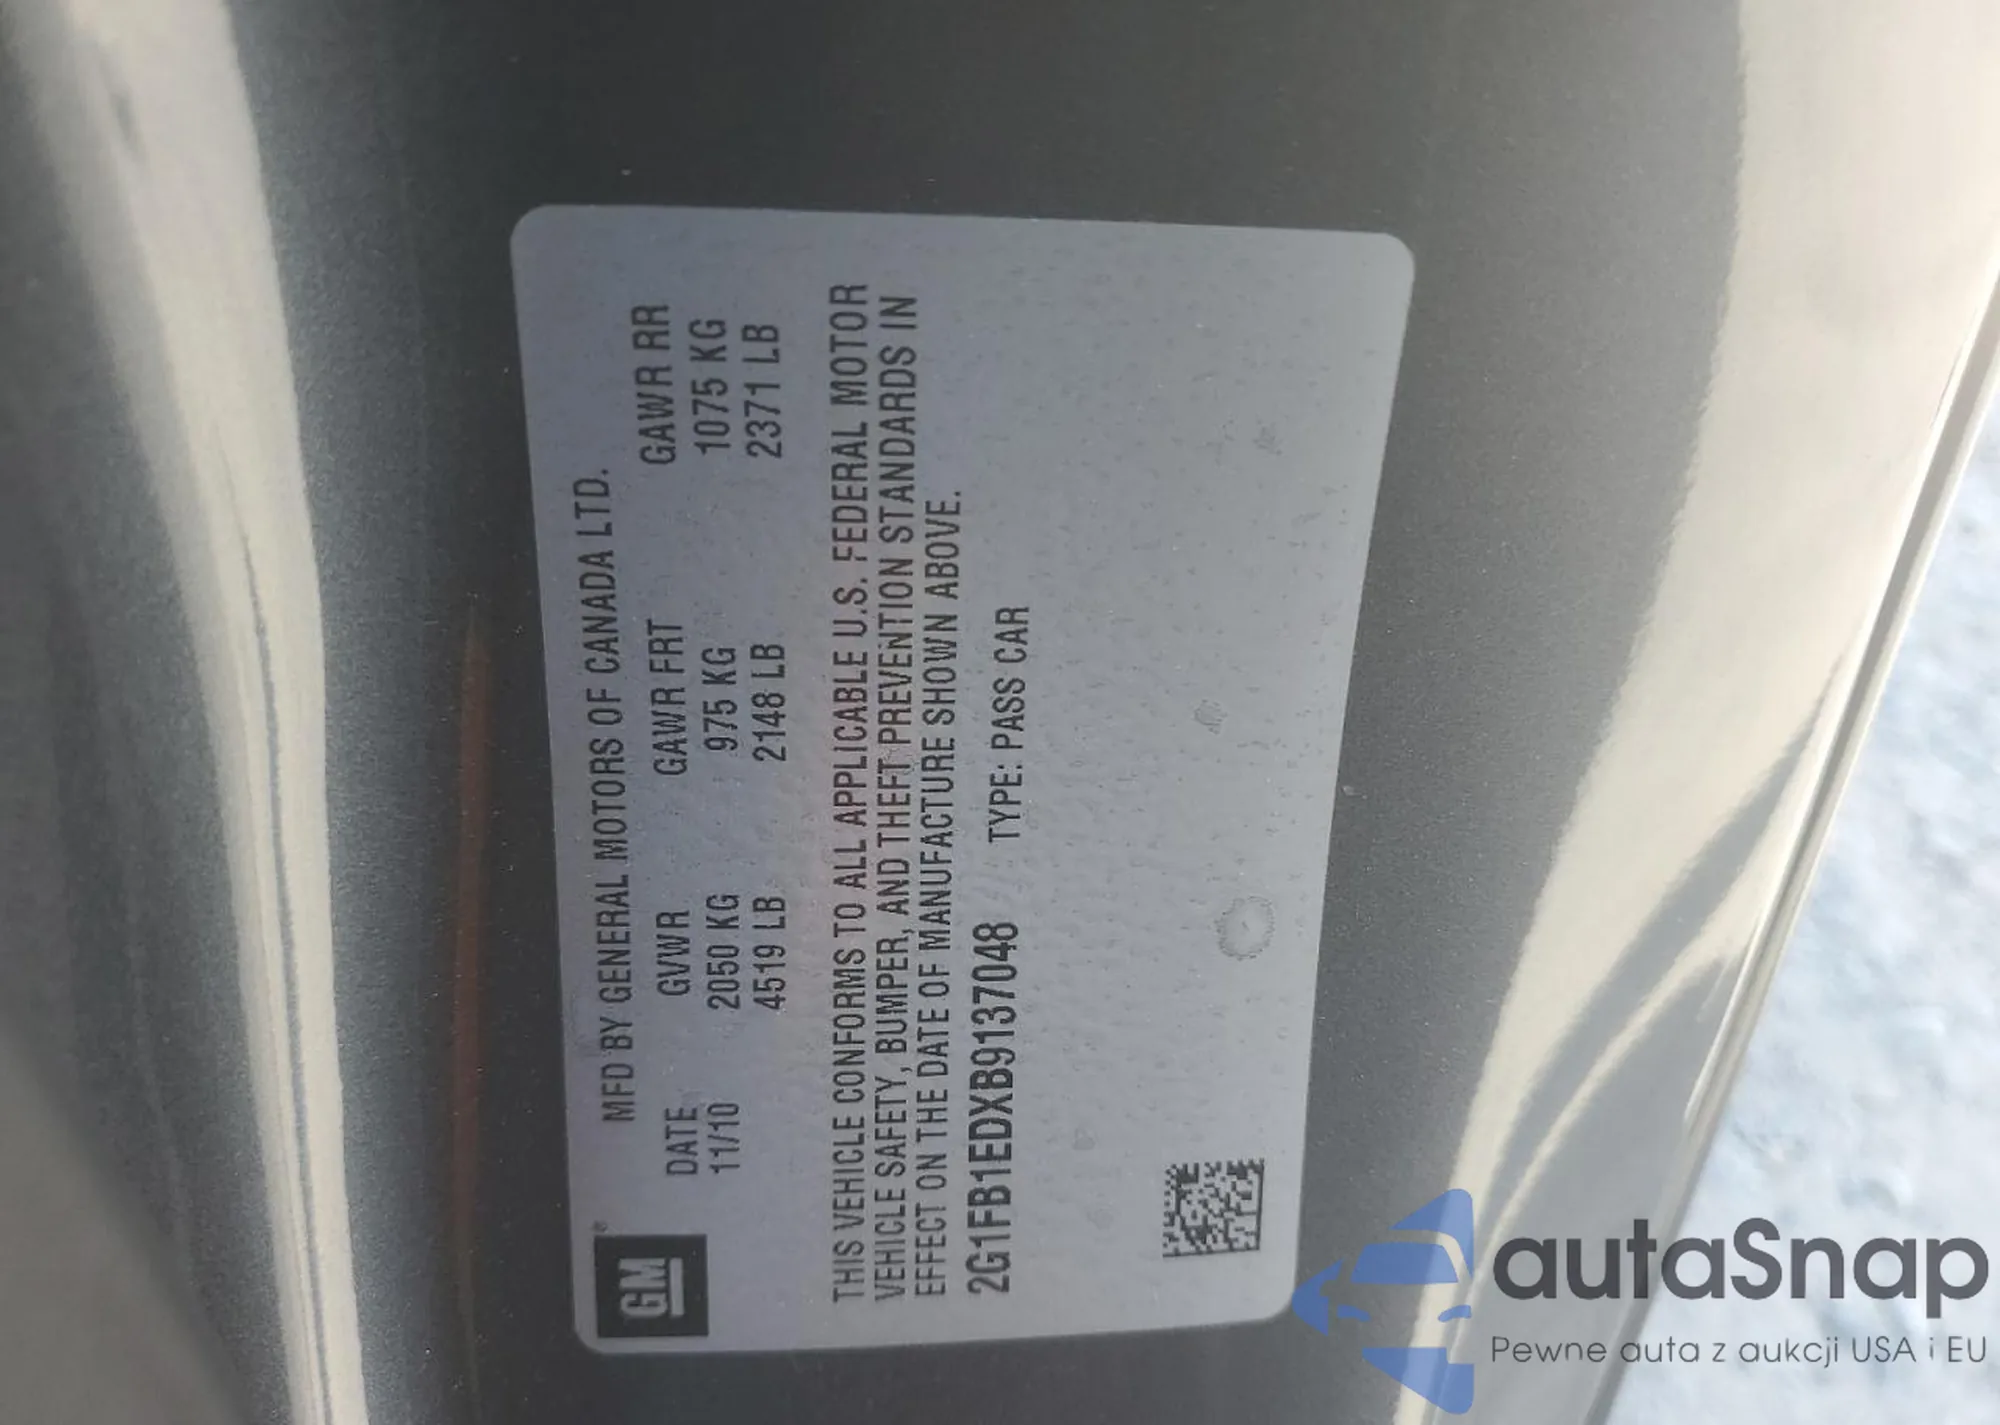 GM
MFD BY GENERAL MOTORS OF CANADA LTD.
DATE GVWR GAWR FRT GAWR RR
11/10 2050 KG 975 KG 1075 KG
4519 LB 2148 LB 2371 LB
THIS VEHICLE CONFORMS TO ALL APPLICABLE U.S. FEDERAL MOTOR
VEHICLE SAFETY, BUMPER, AND THEFT PREVENTION STANDARDS IN
EFFECT ON THE DATE OF MANUFACTURE SHOWN ABOVE.
2G1FB1EDXB9137048 TYPE: PASS CAR
autaSnap
Pewne auta z aukcji USA i EU